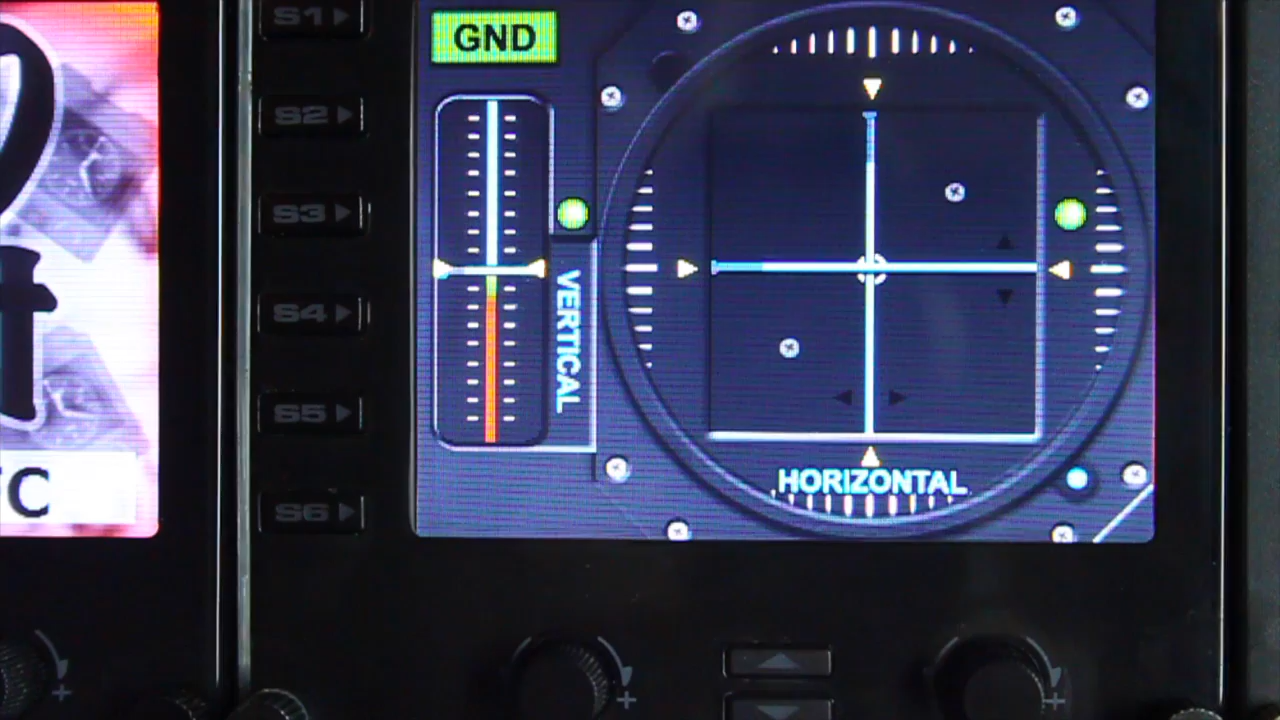 S1
S2
S3
S4
S5
S6
GND
VERTICAL
HORIZONTAL
C
+
+
+